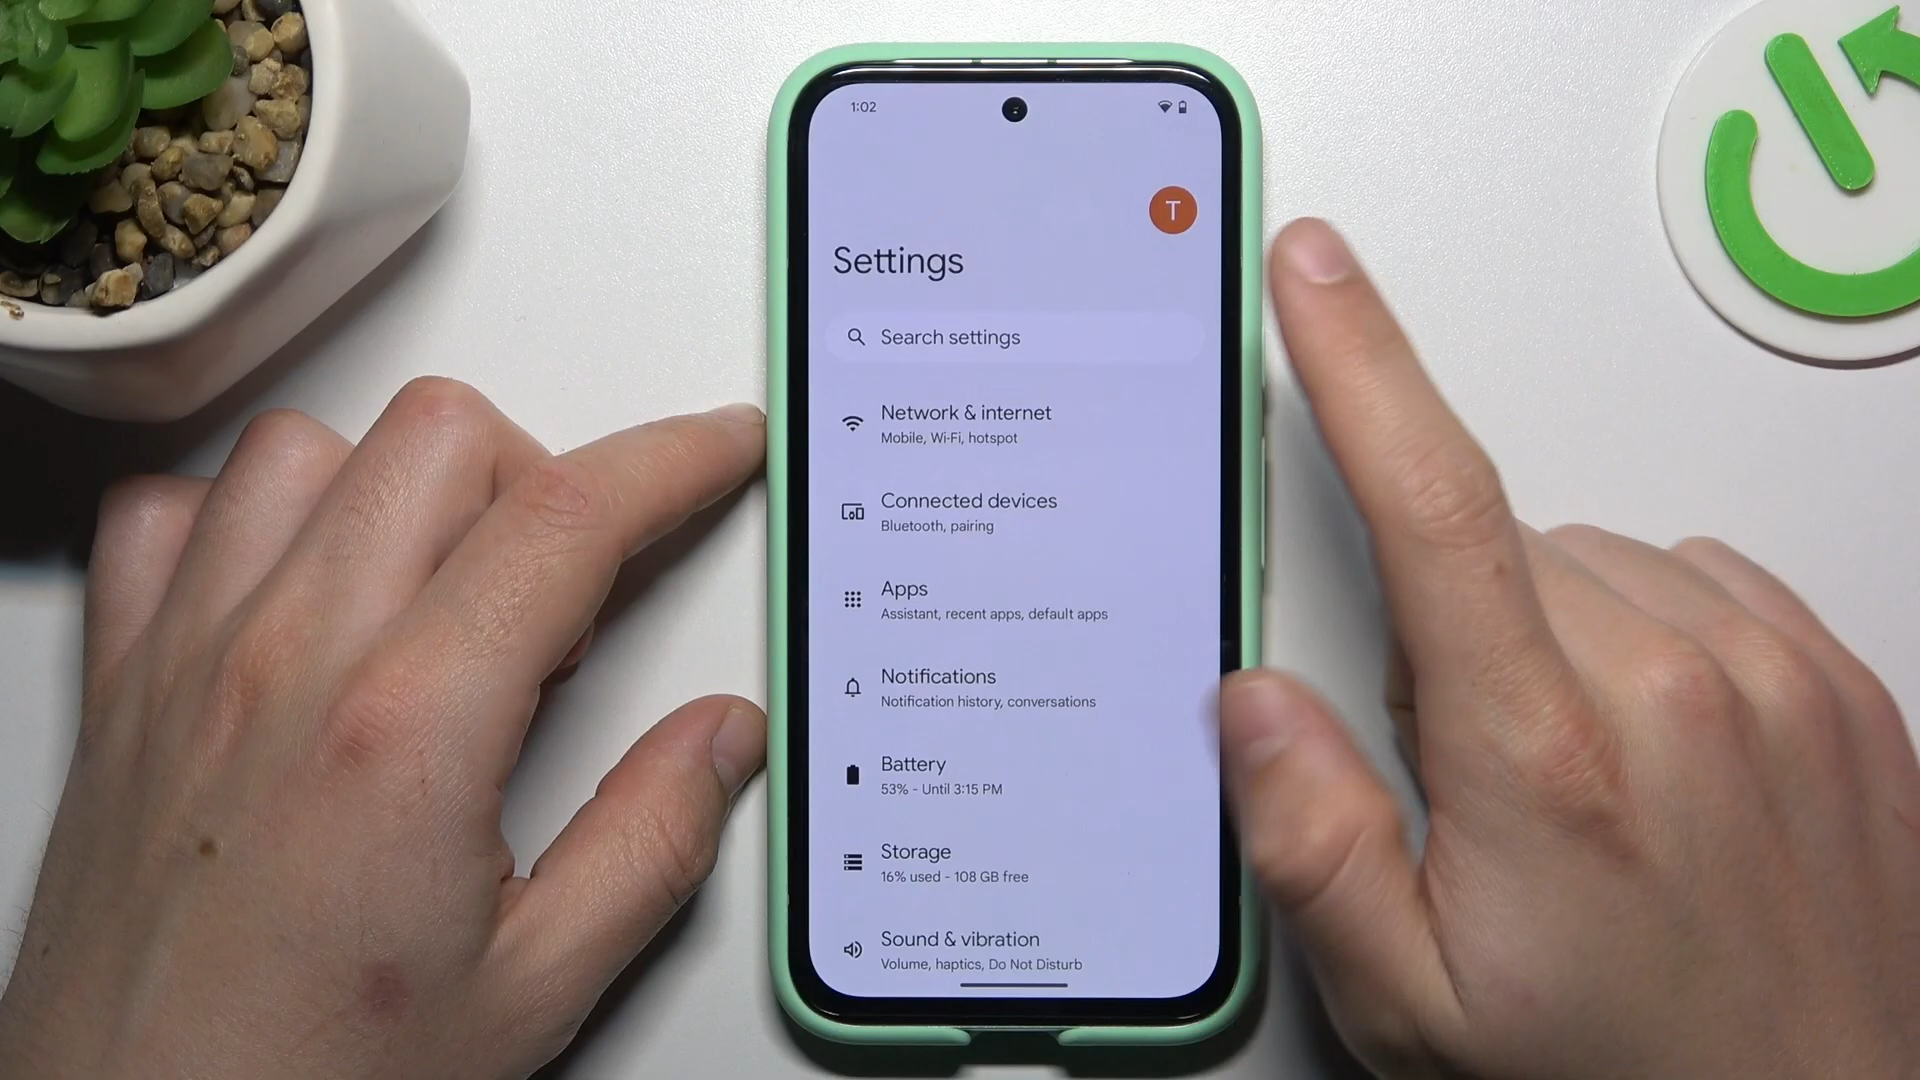 1:02
T
Settings
Search settings
Network & internet
Mobile, Wi-Fi, hotspot
Connected devices
Bluetooth, pairing
Apps
Assistant, recent apps, default apps
Notifications
Notification history, conversations
Battery
53% - Until 3:15 PM
Storage
16% used - 108 GB free
Sound & vibration
Volume, haptics, Do Not Disturb